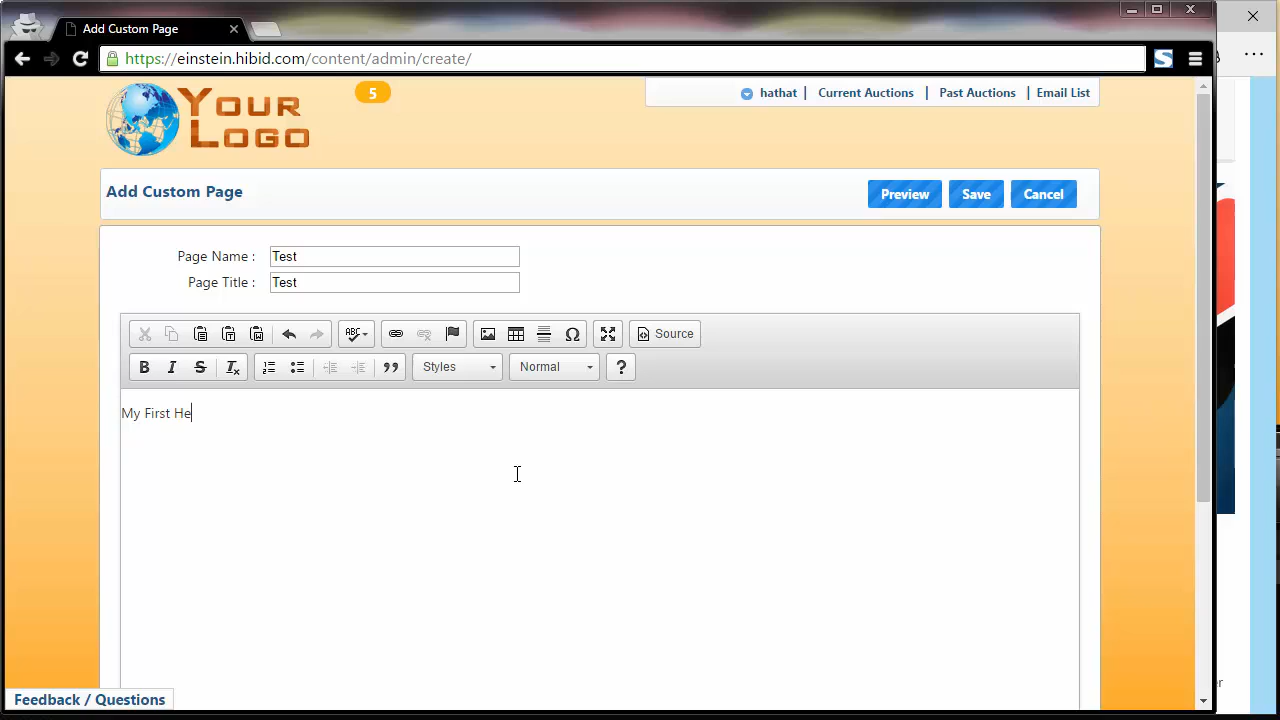 Add Custom Page
https://einstein.hibid.com/content/admin/create/
YOUR LOGO
5
hathat | Current Auctions | Past Auctions | Email List
Add Custom Page
Preview Save Cancel
Page Name : Test
Page Title : Test
ABC
Source
B I S Tx
Styles Normal ?
My First He
Feedback / Questions